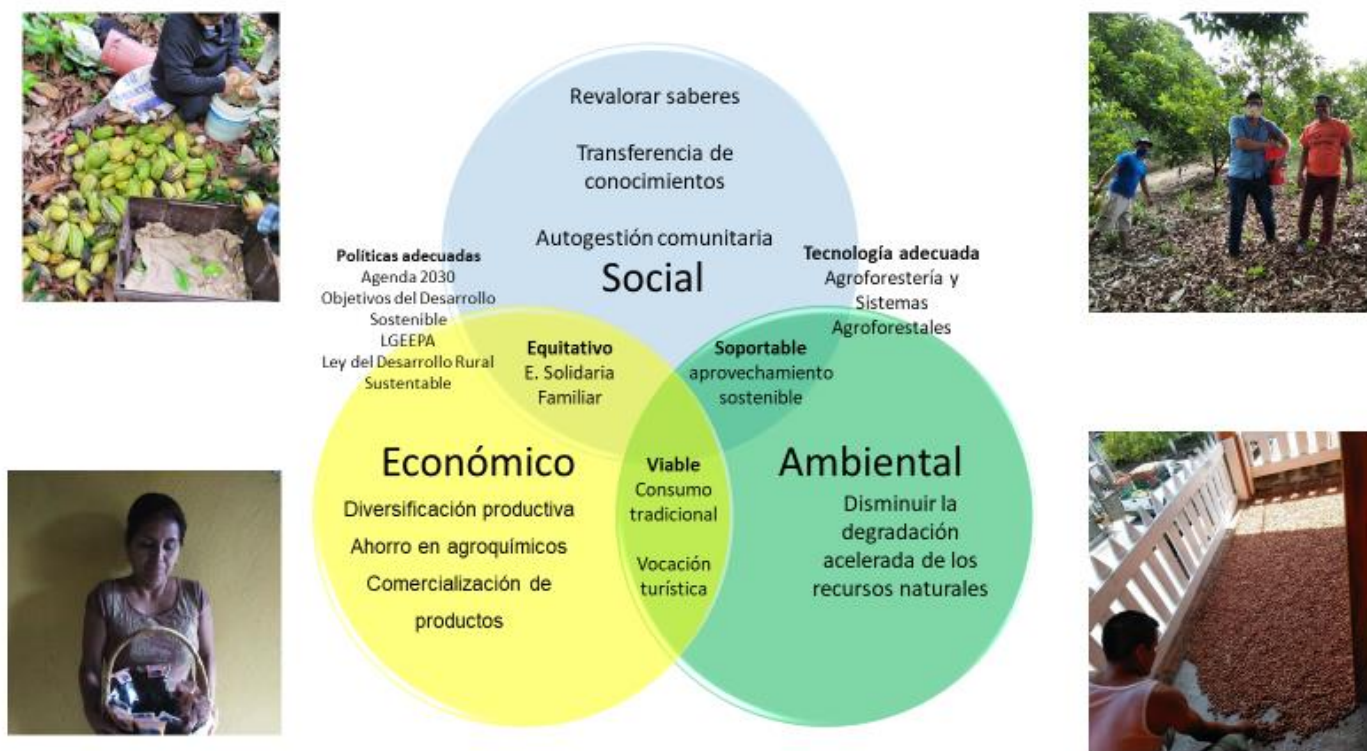 Revalorar saberes
Transferencia de
conocimientos
Autogestión comunitaria
Social
Políticas adecuadas
Agenda 2030
Objetivos del Desarrollo
Sostenible
LGEEPA
Ley del Desarrollo Rural
Sustentable
Tecnología adecuada
Agroforestería y
Sistemas
Agroforestales
Equitativo
E. Solidaria
Familiar
Soportable
aprovechamiento
sostenible
Económico
Diversificación productiva
Ahorro en agroquímicos
Comercialización de
productos
Viable
Consumo
tradicional
Vocación
turística
Ambiental
Disminuir la
degradación
acelerada de los
recursos naturales